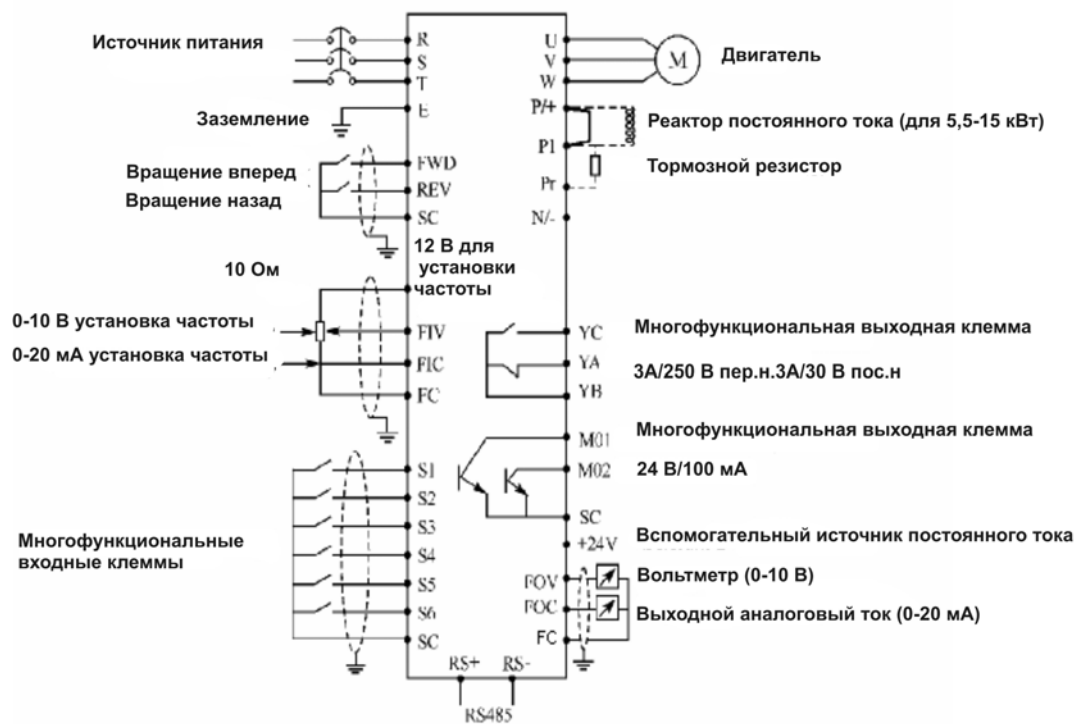 Источник питания
R
S
T
Заземление
E
Вращение вперед
FWD
Вращение назад
REV
SC
10 Ом
12 В для
установки
частоты
0-10 В установка частоты
FIV
0-20 мА установка частоты
FIC
FC
S1
S2
S3
Многофункциональные
входные клеммы
S4
S5
S6
SC
RS+ RS-
RS485
U
V
W
M
Двигатель
P/+
Реактор постоянного тока (для 5,5-15 кВт)
P1
Тормозной резистор
Pr
N/-
YC
Многофункциональная выходная клемма
YA
3А/250 В пер.н.3А/30 В пос.н
YB
M01
Многофункциональная выходная клемма
M02
24 В/100 мА
SC
+24V
Вспомогательный источник постоянного тока
FOV
Вольтметр (0-10 В)
FOC
Выходной аналоговый ток (0-20 мА)
FC